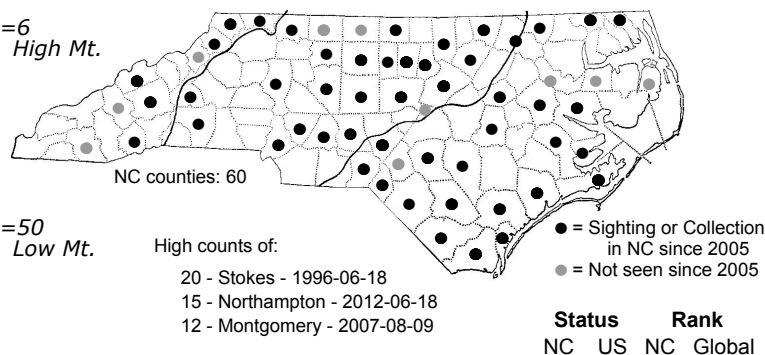 =6
High Mt.
NC counties: 60
=50
Low Mt.
High counts of:
20 - Stokes - 1996-06-18
15 - Northampton - 2012-06-18
12 - Montgomery - 2007-08-09
= Sighting or Collection
in NC since 2005
= Not seen since 2005
Status Rank
NC US NC Global